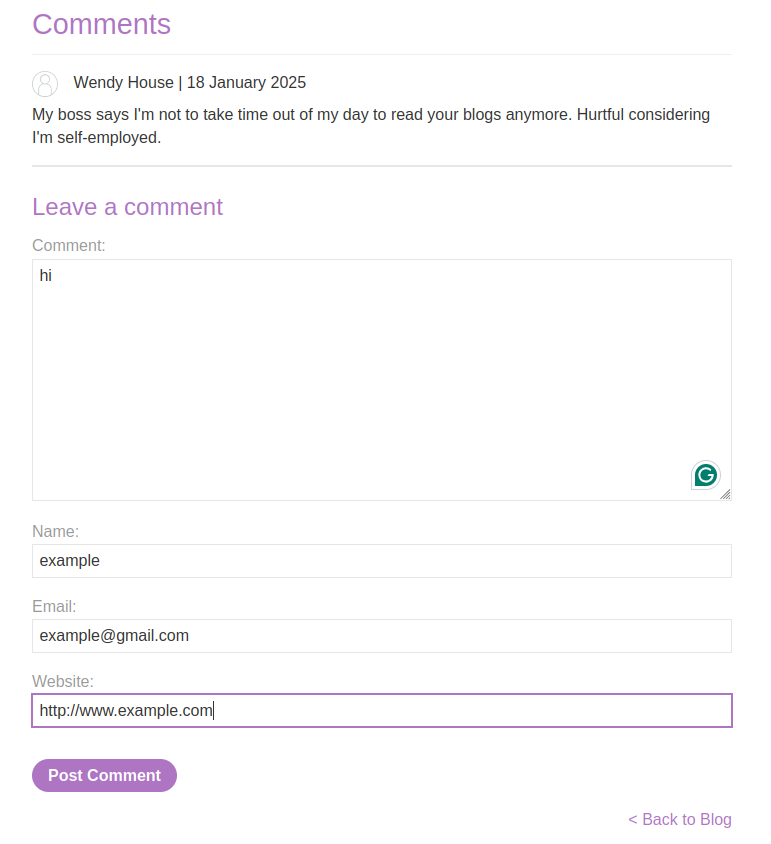 Comments
Wendy House | 18 January 2025
My boss says I'm not to take time out of my day to read your blogs anymore. Hurtful considering
I'm self-employed.
Leave a comment
Comment:
hi
Name:
example
Email:
example@gmail.com
Website:
http://www.example.com
Post Comment
< Back to Blog